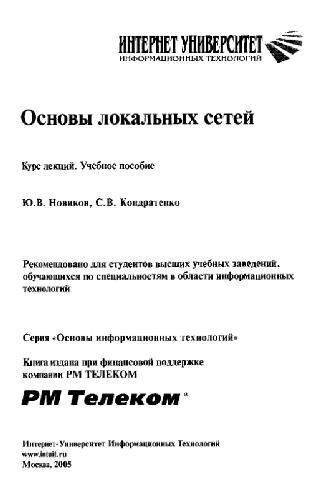 ИНТЕРНЕТ УНИВЕРСИТЕТ
ИНФОРМАЦИОННЫХ ТЕХНОЛОГИЙ
Основы локальных сетей
Курс лекций. Учебное пособие
Ю.В. Новиков, С.В. Кондратенко
Рекомендовано для студентов высших учебных заведений,
обучающихся по специальностям в области информационных
технологий
Серия «Основы информационных технологий»
Книга издана при финансовой поддержке
компании РМ ТЕЛЕКОМ
РМ Телеком®
Интернет-Университет Информационных Технологий
www.intuit.ru
Москва, 2005